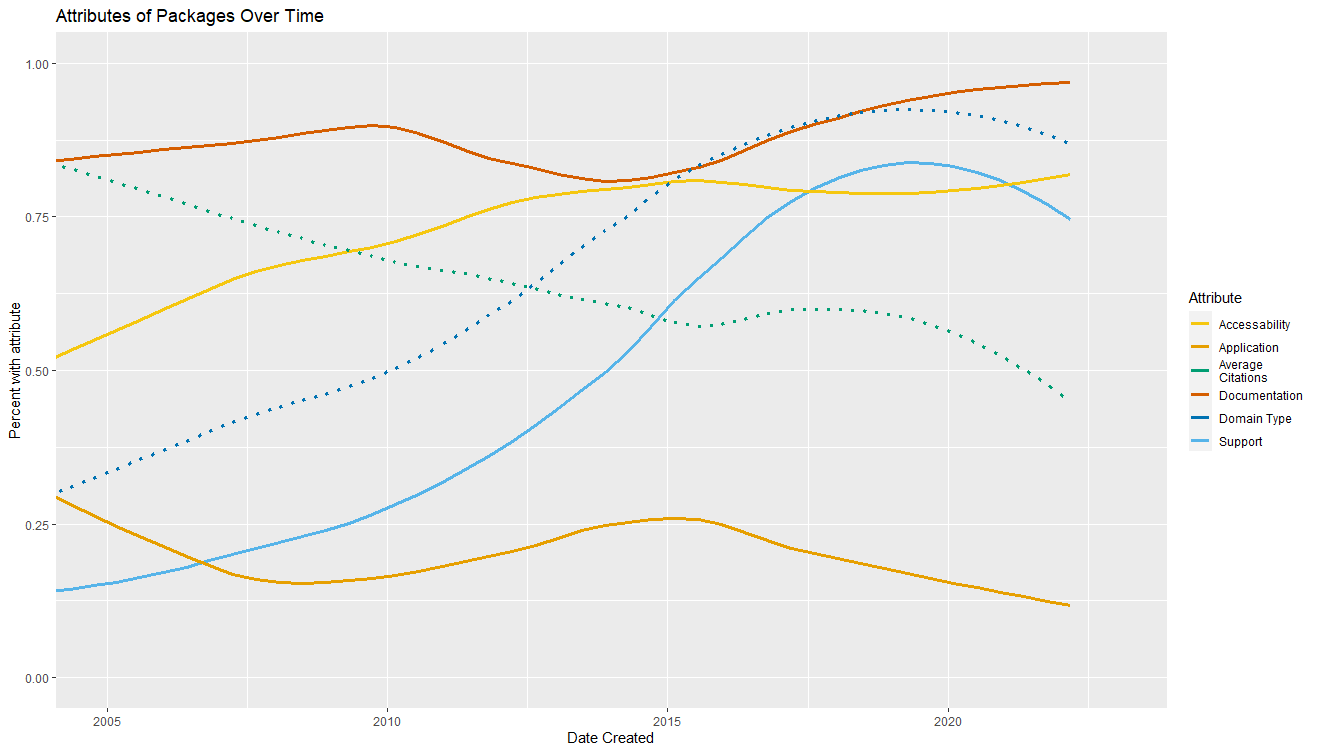 Attributes of Packages Over Time
1.00
0.75
0.50
0.25
0.00
Percent with attribute
2005
2010
2015
2020
Date Created
Attribute
Accessability
Application
Average
Citations
Documentation
Domain Type
Support